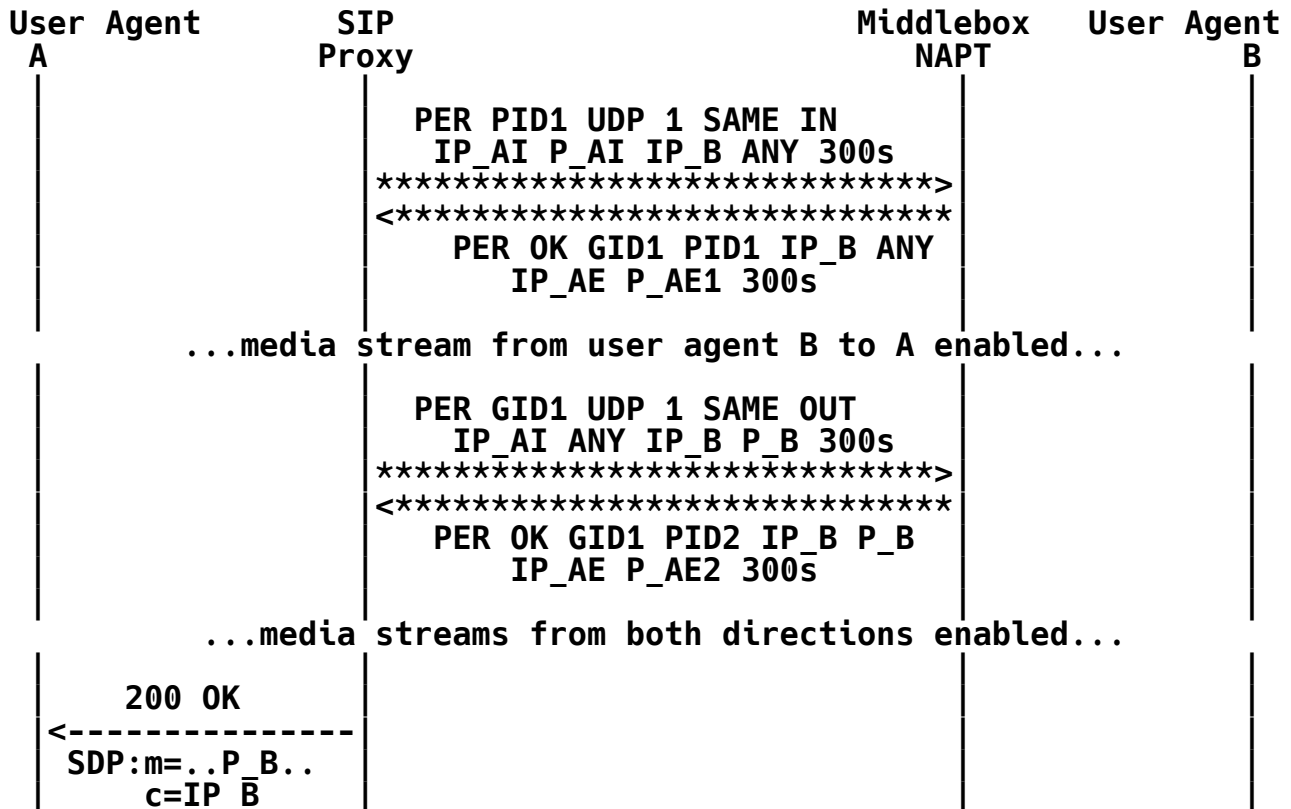 User Agent SIP Middlebox User Agent
A Proxy NAPT B
PER PID1 UDP 1 SAME IN
IP_AI P_AI IP_B ANY 300s
******************************>
<******************************
PER OK GID1 PID1 IP_B ANY
IP_AE P_AE1 300s
...media stream from user agent B to A enabled...
PER GID1 UDP 1 SAME OUT
IP_AI ANY IP_B P_B 300s
******************************>
<******************************
PER OK GID1 PID2 IP_B P_B
IP_AE P_AE2 300s
...media streams from both directions enabled...
200 OK
<---------------
SDP:m=..P_B..
c=IP_B